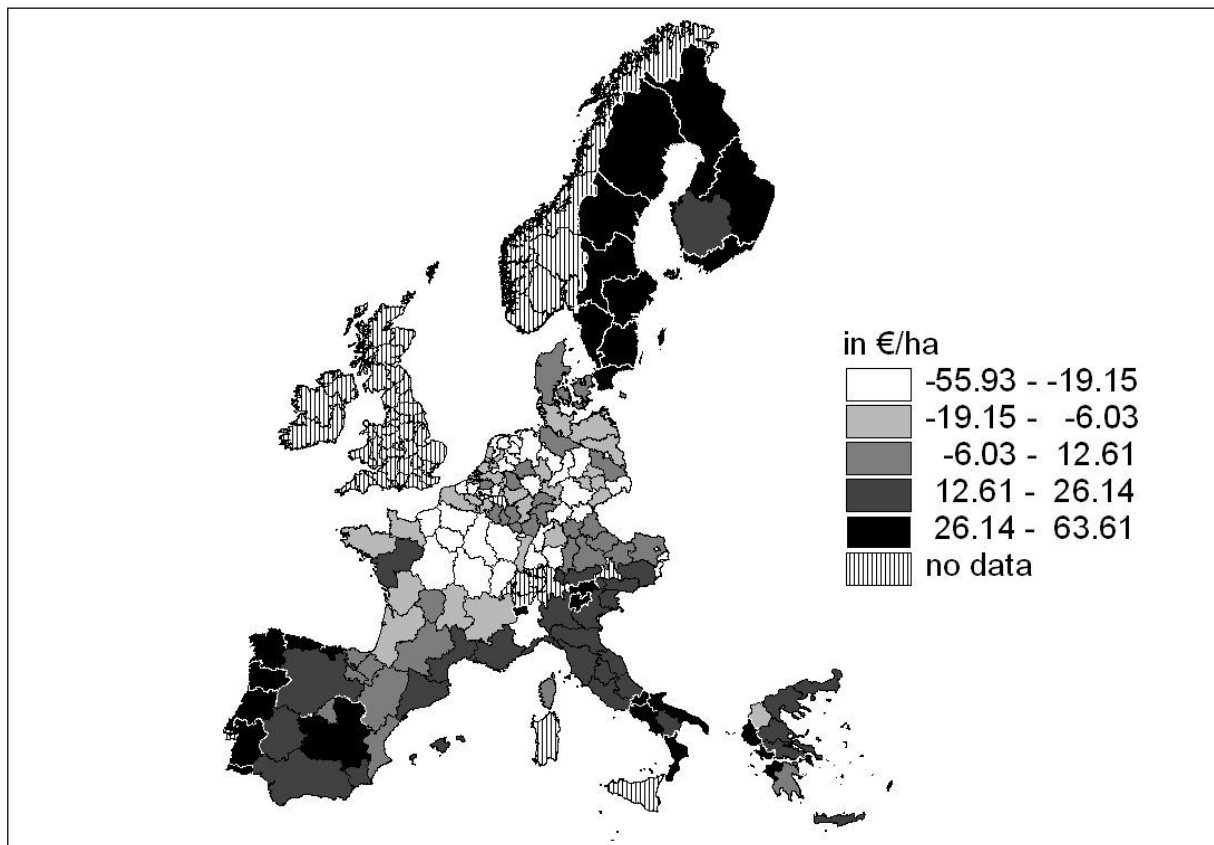 in €/ha
-55.93 - -19.15
-19.15 - -6.03
-6.03 - 12.61
12.61 - 26.14
26.14 - 63.61
no data